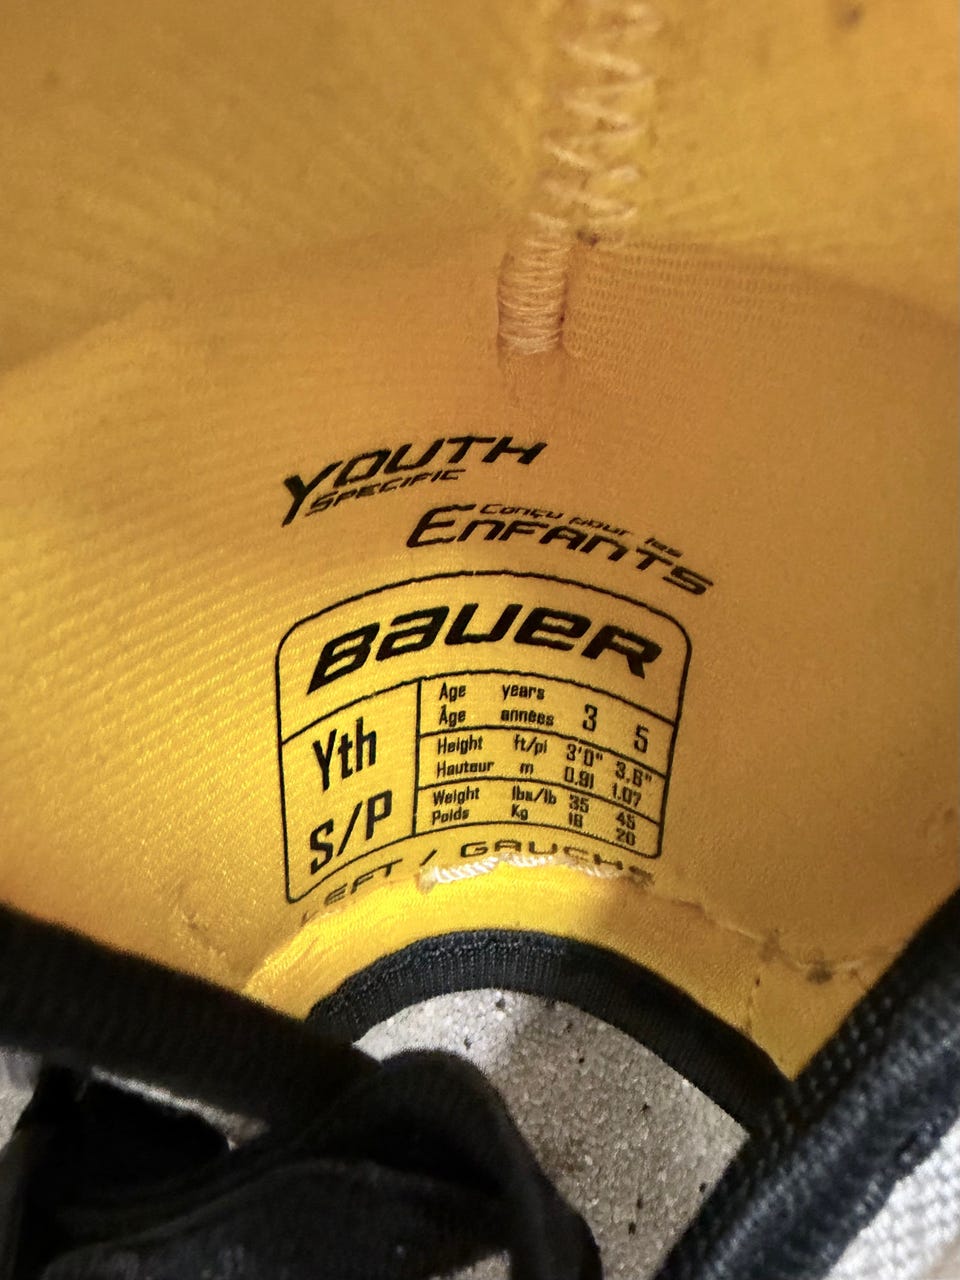 YOUTH
SPECIFIC
Conçu pour les
ENFANTS
BAUER
Yth
S/P
Age years 3 5
Âge années
Height ft/pi 3'0" 3.6"
Hauteur m 0.91 1.07
Weight lbs/lb 35 45
Poids Kg 16 20
LEFT / GAUCHE